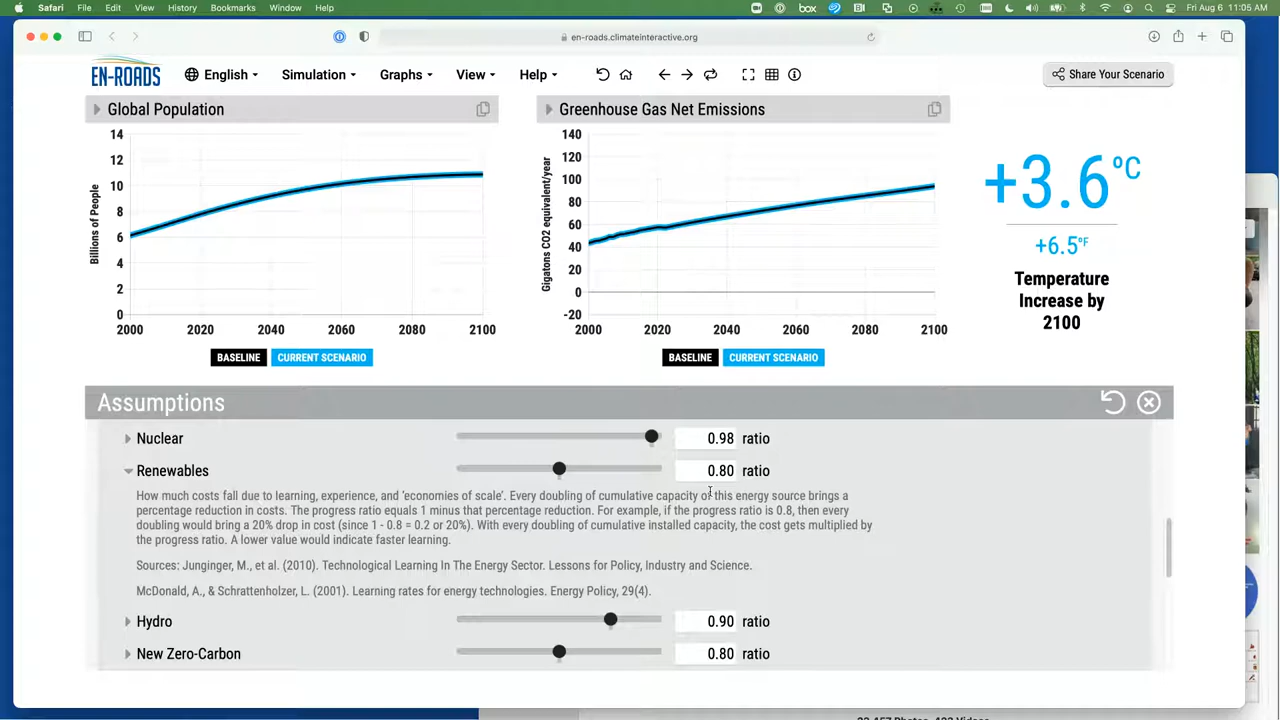 Safari File Edit View History Bookmarks Window Help box Fri Aug 6 11:05 AM
en-roads.climateinteractive.org
EN-ROADS English Simulation Graphs View Help Share Your Scenario
Global Population
14
12
10
8
6
4
2
0
Billions of People
2000 2020 2040 2060 2080 2100
BASELINE CURRENT SCENARIO
Greenhouse Gas Net Emissions
140
120
100
80
60
40
20
0
-20
Gigatons CO2 equivalent/year
2000 2020 2040 2060 2080 2100
BASELINE CURRENT SCENARIO
+3.6°C
+6.5°F
Temperature
Increase by
2100
Assumptions
Nuclear 0.98 ratio
Renewables 0.80 ratio
How much costs fall due to learning, experience, and 'economies of scale'. Every doubling of cumulative capacity of this energy source brings a
percentage reduction in costs. The progress ratio equals 1 minus that percentage reduction. For example, if the progress ratio is 0.8, then every
doubling would bring a 20% drop in cost (since 1 - 0.8 = 0.2 or 20%). With every doubling of cumulative installed capacity, the cost gets multiplied by
the progress ratio. A lower value would indicate faster learning.
Sources: Junginger, M., et al. (2010). Technological Learning In The Energy Sector. Lessons for Policy, Industry and Science.
McDonald, A., & Schrattenholzer, L. (2001). Learning rates for energy technologies. Energy Policy, 29(4).
Hydro 0.90 ratio
New Zero-Carbon 0.80 ratio